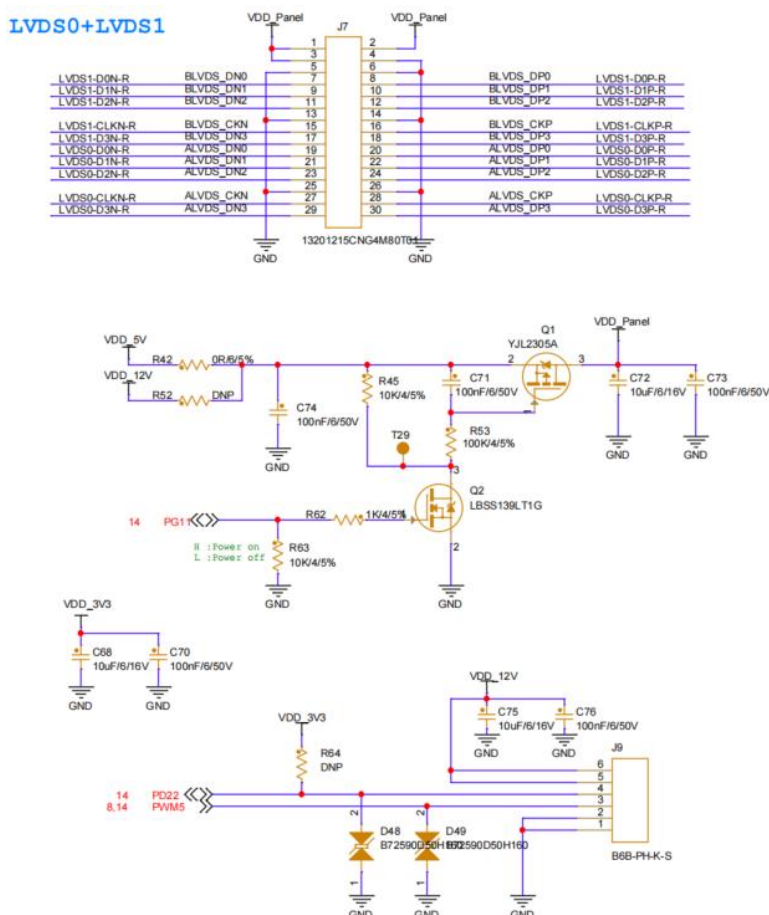 LVDS0+LVDS1
VDD_Panel VDD_Panel
J7
1 2
3 4
5 6
LVDS1-D0N-R BLVDS_DN0 7 8 BLVDS_DP0 LVDS1-D0P-R
LVDS1-D1N-R BLVDS_DN1 9 10 BLVDS_DP1 LVDS1-D1P-R
LVDS1-D2N-R BLVDS_DN2 11 12 BLVDS_DP2 LVDS1-D2P-R
13 14
LVDS1-CLKN-R BLVDS_CKN 15 16 BLVDS_CKP LVDS1-CLKP-R
LVDS1-D3N-R BLVDS_DN3 17 18 BLVDS_DP3 LVDS1-D3P-R
LVDS0-D0N-R ALVDS_DN0 19 20 ALVDS_DP0 LVDS0-D0P-R
LVDS0-D1N-R ALVDS_DN1 21 22 ALVDS_DP1 LVDS0-D1P-R
LVDS0-D2N-R ALVDS_DN2 23 24 ALVDS_DP2 LVDS0-D2P-R
25 26
LVDS0-CLKN-R ALVDS_CKN 27 28 ALVDS_CKP LVDS0-CLKP-R
LVDS0-D3N-R ALVDS_DN3 29 30 ALVDS_DP3 LVDS0-D3P-R
GND GND
Q1
YJL2305A
VDD_5V VDD_Panel
R42 0R/6/5% 2 3
VDD_12V
R52 DNP
R45
10K/4/5%
C71
100nF/6/50V
C72
10uF/6/16V
C73
100nF/6/50V
C74
100nF/6/50V
1
R53
100K/4/5%
T29
GND GND GND
3
Q2
LBSS139LT1G
14 PG11 R62 1K/4/5%
2
H :Power on
L :Power off
R63
10K/4/5%
GND GND
VDD_3V3
C68
10uF/6/16V
C70
100nF/6/50V
GND GND
VDD_12V
C75
10uF/6/16V
C76
100nF/6/50V
GND GND
VDD_3V3
R64
DNP
J9
6
5
14 PD22 4
8,14 PWM5 3
2
1
B6B-PH-K-S
2 D48
2 D49
B72590D50H160
1 1
GND GND GND